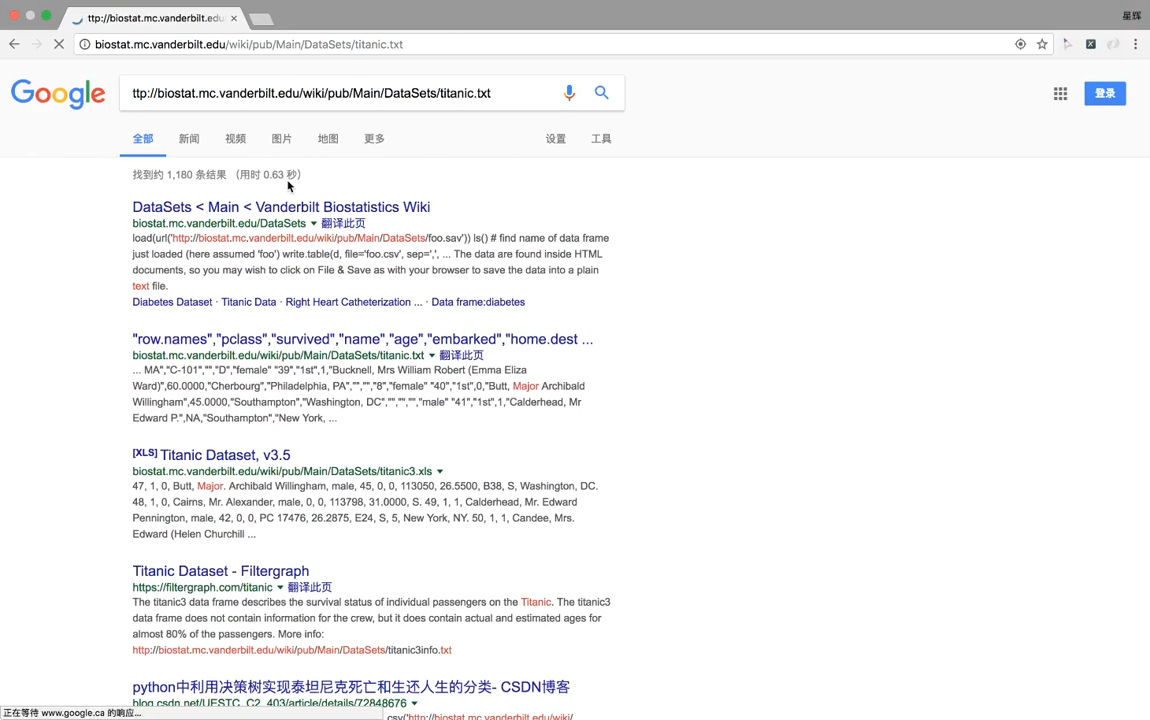 ttp://biostat.mc.vanderbilt.edu
星辉
biostat.mc.vanderbilt.edu/wiki/pub/Main/DataSets/titanic.txt
Google
ttp://biostat.mc.vanderbilt.edu/wiki/pub/Main/DataSets/titanic.txt
登录
全部 新闻 视频 图片 地图 更多 设置 工具
找到约 1,180 条结果 （用时 0.63 秒）
DataSets < Main < Vanderbilt Biostatistics Wiki
biostat.mc.vanderbilt.edu/DataSets 翻译此页
load(url('http://biostat.mc.vanderbilt.edu/wiki/pub/Main/DataSets/foo.sav')) ls() # find name of data frame
just loaded (here assumed 'foo') write.table(d, file='foo.csv', sep=',', ... The data are found inside HTML
documents, so you may wish to click on File & Save as with your browser to save the data into a plain
text file.
Diabetes Dataset · Titanic Data · Right Heart Catheterization ... · Data frame:diabetes
"row.names","pclass","survived","name","age","embarked","home.dest ...
biostat.mc.vanderbilt.edu/wiki/pub/Main/DataSets/titanic.txt 翻译此页
... MA","C-101","","D","female" "39","1st",1,"Bucknell, Mrs William Robert (Emma Eliza
Ward)",60.0000,"Cherbourg","Philadelphia, PA","","","8","female" "40","1st",0,"Butt, Major Archibald
Willingham",45.0000,"Southampton","Washington, DC","","","","male" "41","1st",1,"Calderhead, Mr
Edward P.",NA,"Southampton","New York, ...
[XLS] Titanic Dataset, v3.5
biostat.mc.vanderbilt.edu/wiki/pub/Main/DataSets/titanic3.xls
47, 1, 0, Butt, Major. Archibald Willingham, male, 45, 0, 0, 113050, 26.5500, B38, S, Washington, DC.
48, 1, 0, Cairns, Mr. Alexander, male, 0, 0, 113798, 31.0000, S. 49, 1, 1, Calderhead, Mr. Edward
Pennington, male, 42, 0, 0, PC 17476, 26.2875, E24, S, 5, New York, NY. 50, 1, 1, Candee, Mrs.
Edward (Helen Churchill ...
Titanic Dataset - Filtergraph
https://filtergraph.com/titanic 翻译此页
The titanic3 data frame describes the survival status of individual passengers on the Titanic. The titanic3
data frame does not contain information for the crew, but it does contain actual and estimated ages for
almost 80% of the passengers. More info:
http://biostat.mc.vanderbilt.edu/wiki/pub/Main/DataSets/titanic3info.txt
python中利用决策树实现泰坦尼克死亡和生还人生的分类- CSDN博客
blog.csdn.net/UESTC_C2_403/article/details/72848676
正在等待 www.google.ca 的响应...
csv('http://biostat.mc.vanderbilt.edu/wiki/